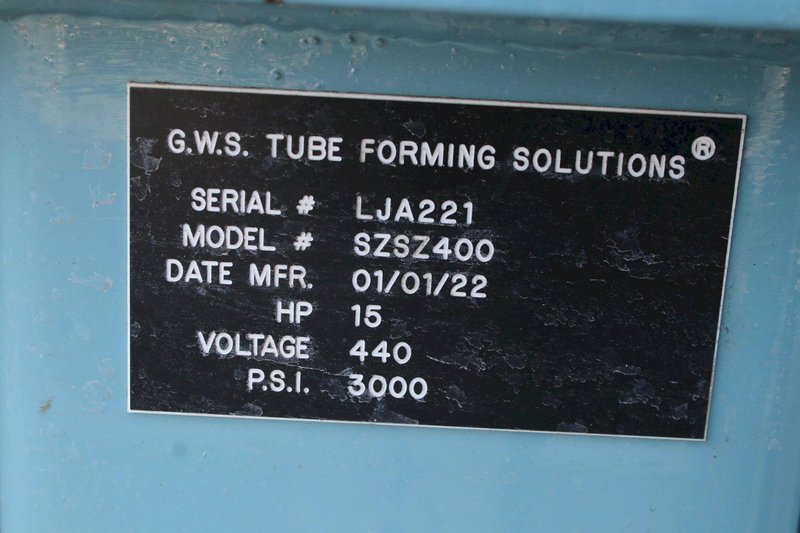 G.W.S. TUBE FORMING SOLUTIONS®
SERIAL # LJA221
MODEL # SZSZ400
DATE MFR. 01/01/22
HP 15
VOLTAGE 440
P.S.I. 3000